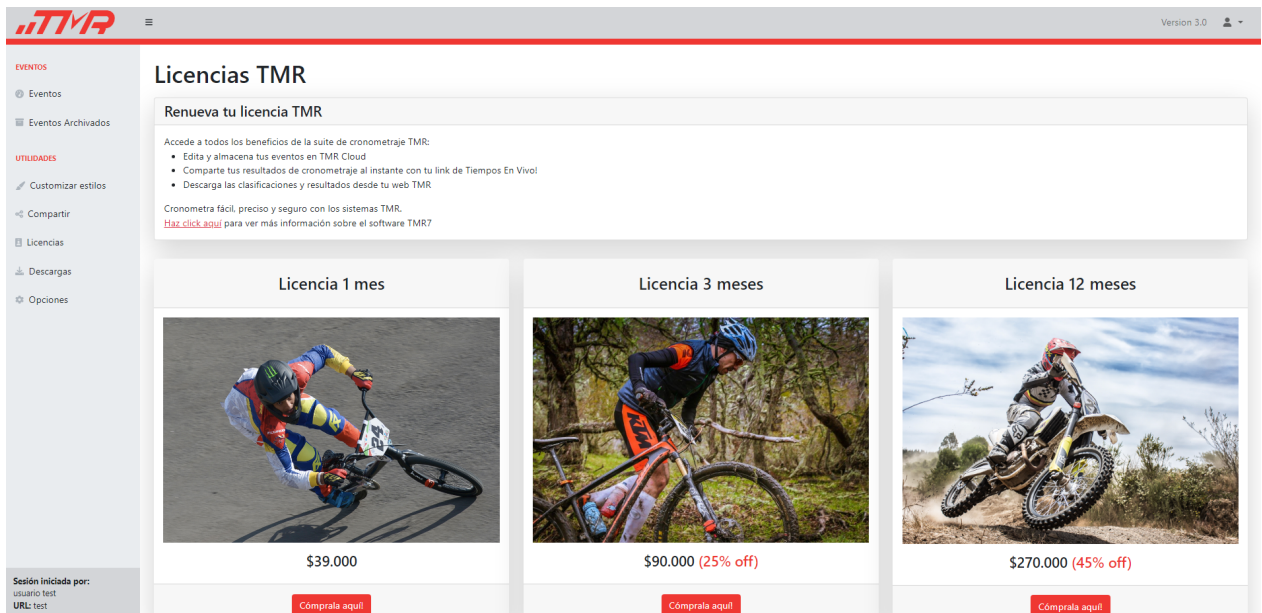 TMR
Version 3.0
EVENTOS
Eventos
Eventos Archivados
UTILIDADES
Customizar estilos
Compartir
Licencias
Descargas
Opciones
Sesión iniciada por:
usuario test
URL: test
Licencias TMR
Renueva tu licencia TMR
Accede a todos los beneficios de la suite de cronometraje TMR:
Edita y almacena tus eventos en TMR Cloud
Comparte tus resultados de cronometraje al instante con tu link de Tiempos En Vivo!
Descarga las clasificaciones y resultados desde tu web TMR
Cronometra fácil, preciso y seguro con los sistemas TMR.
Haz click aquí para ver más información sobre el software TMR7
Licencia 1 mes
$39.000
Cómprala aquí!
Licencia 3 meses
KTM
$90.000 (25% off)
Cómprala aquí!
Licencia 12 meses
$270.000 (45% off)
Cómprala aquí!